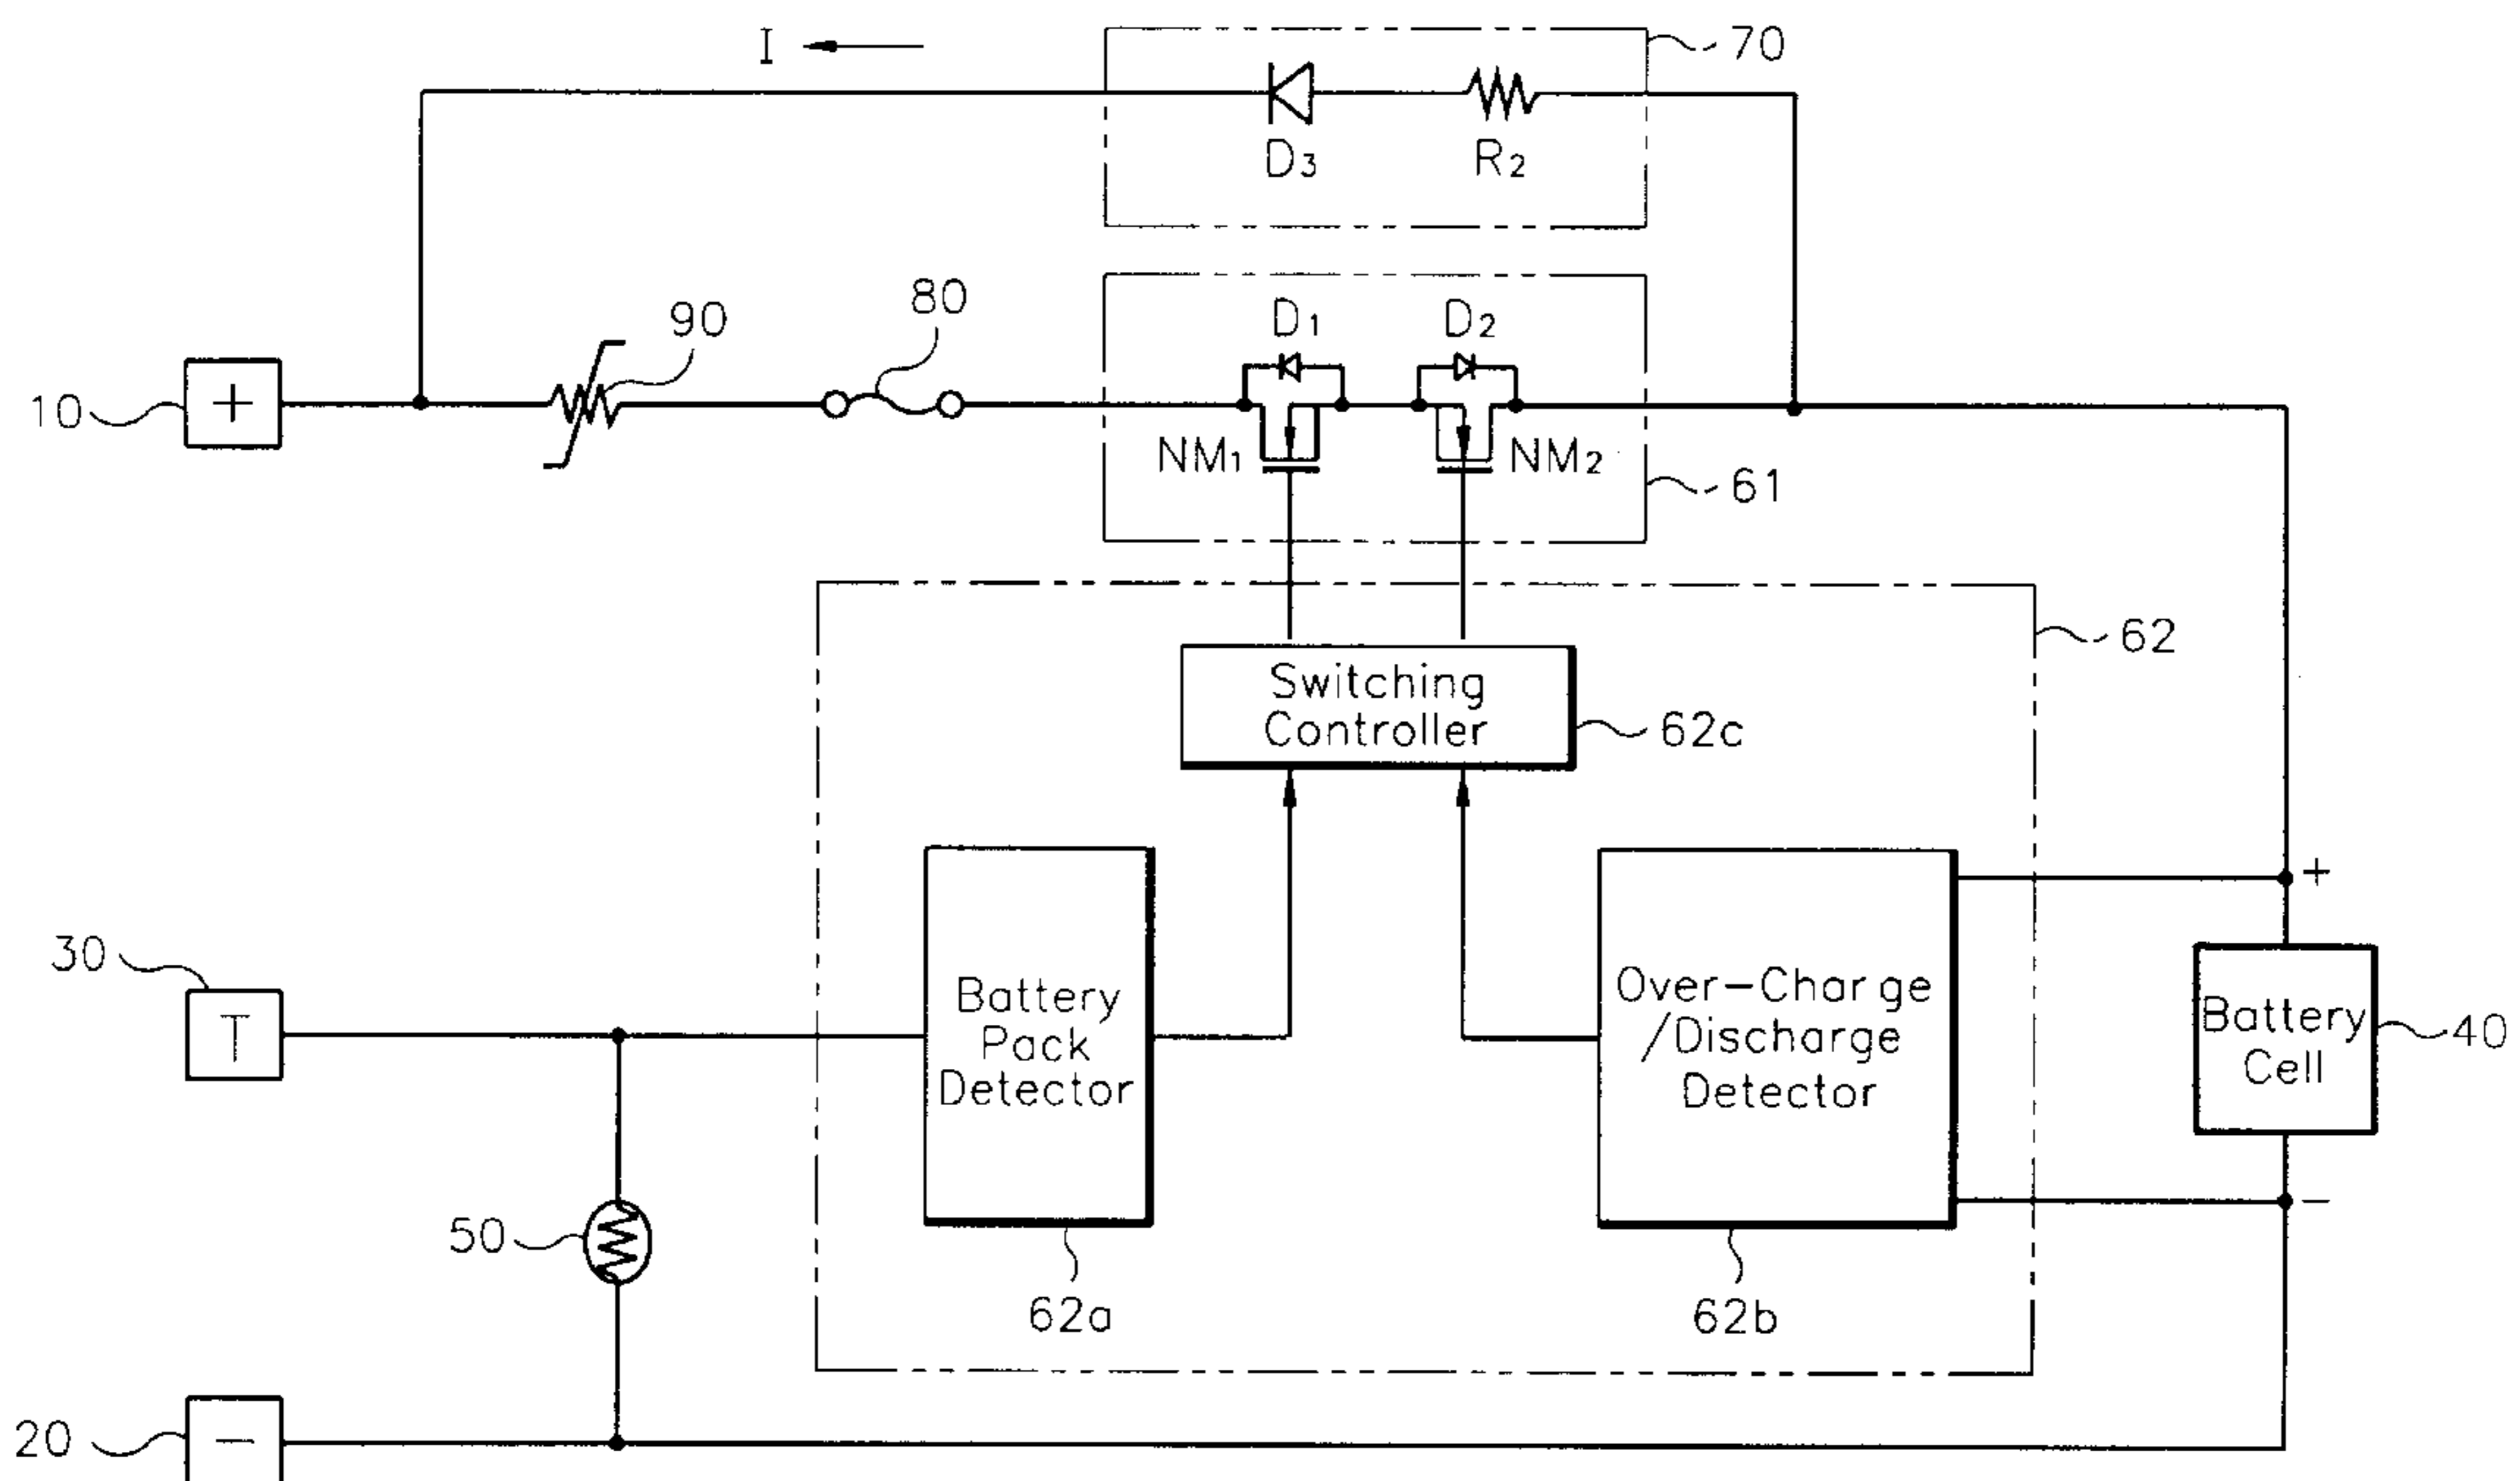 I
70
D3
R2
90
80
D1
D2
10
+
NM1
NM2
61
62
Switching
Controller
62c
+
30
T
Battery
Pack
Detector
Over-Charge
/Discharge
Detector
Battery
Cell
40
50
−
62a
62b
20
−